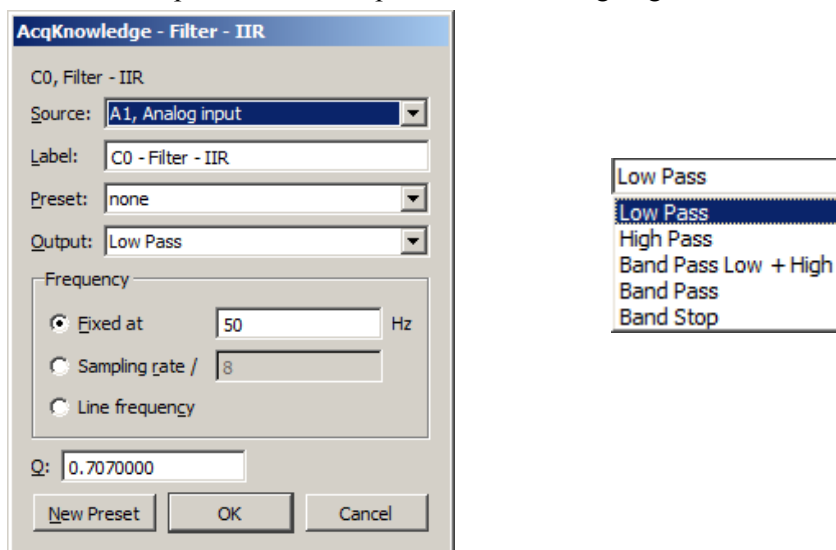 AcqKnowledge - Filter - IIR
C0, Filter - IIR
Source: A1, Analog input
Label: C0 - Filter - IIR
Preset: none
Output: Low Pass
Frequency
Fixed at 50 Hz
Sampling rate / 8
Line frequency
Q: 0.7070000
New Preset OK Cancel
Low Pass
Low Pass
High Pass
Band Pass Low + High
Band Pass
Band Stop